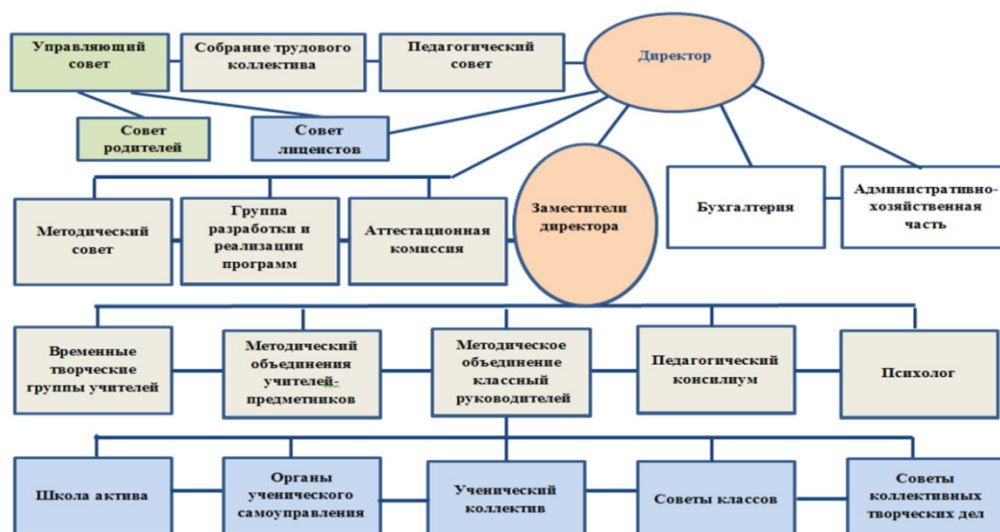 Управляющий
совет
Собрание трудового
коллектива
Педагогический
совет
Директор
Совет
родителей
Совет
лицеистов
Методический
совет
Группа
разработки и
реализации
программ
Аттестационная
комиссия
Заместители
директора
Бухгалтерия
Административно-
хозяйственная
часть
Временные
творческие
группы учителей
Методический
объединения
учителей-
предметников
Методическое
объединение
классный
руководителей
Педагогический
консилиум
Психолог
Школа актива
Органы
ученического
самоуправления
Ученический
коллектив
Советы классов
Советы
коллективных
творческих дел